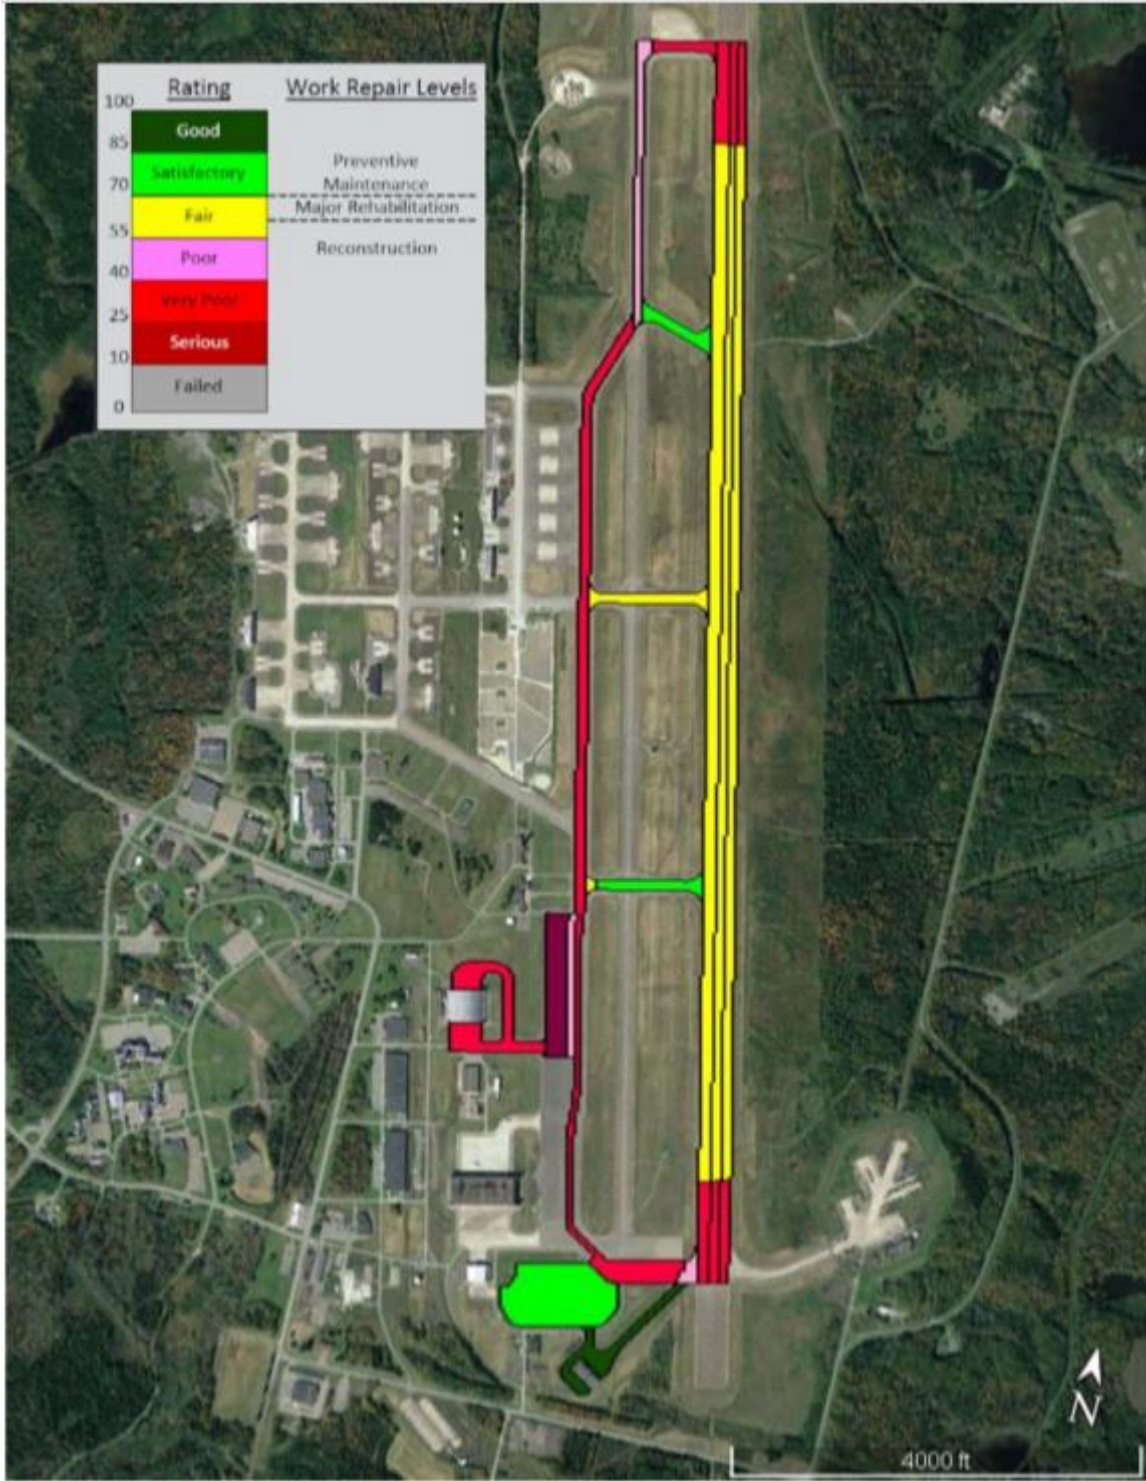 Rating Work Repair Levels
100
Good
85
Satisfactory
Preventive
Maintenance
70
Fair
Major Rehabilitation
55
Poor
Reconstruction
40
Very Poor
25
Serious
10
Failed
0
N
4000 ft